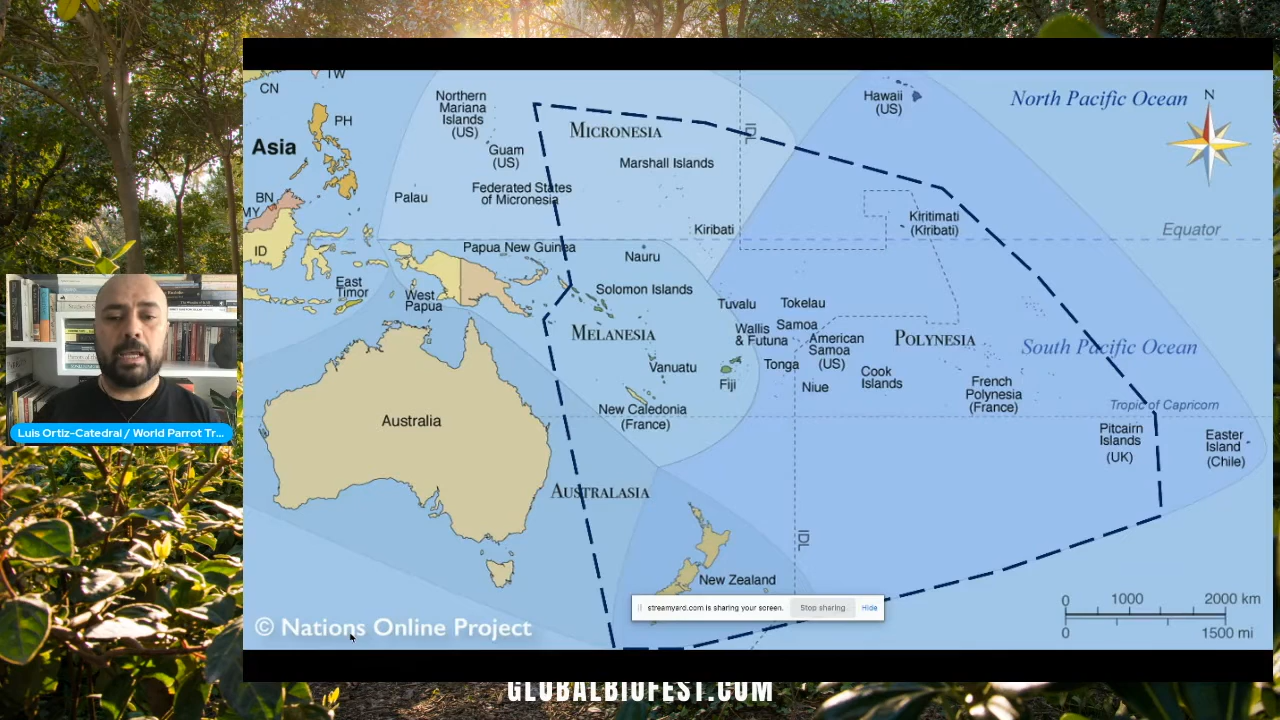 TW
CN
Northern
Mariana
Islands
(US)
Hawaii
(US)
North Pacific Ocean
N
PH
MICRONESIA
IDL
Asia
Guam
(US)
Marshall Islands
BN
MY
Palau
Federated States
of Micronesia
Kiritimati
(Kiribati)
Kiribati
Equator
ID
Papua New Guinea
Nauru
East
Timor
West
Papua
Solomon Islands
Tuvalu
Tokelau
MELANESIA
Wallis
& Futuna
Samoa
American
Samoa
(US)
POLYNESIA
South Pacific Ocean
Vanuatu
Fiji
Tonga
Niue
Cook
Islands
French
Polynesia
(France)
New Caledonia
(France)
Tropic of Capricorn
Australia
Pitcairn
Islands
(UK)
Easter
Island
(Chile)
Luis Ortiz-Catedral / World Parrot Tr...
AUSTRALASIA
IDL
New Zealand
streamyard.com is sharing your screen.
Stop sharing
Hide
0 1000 2000 km
0 1500 mi
© Nations Online Project
GLOBALBIOFEST.COM